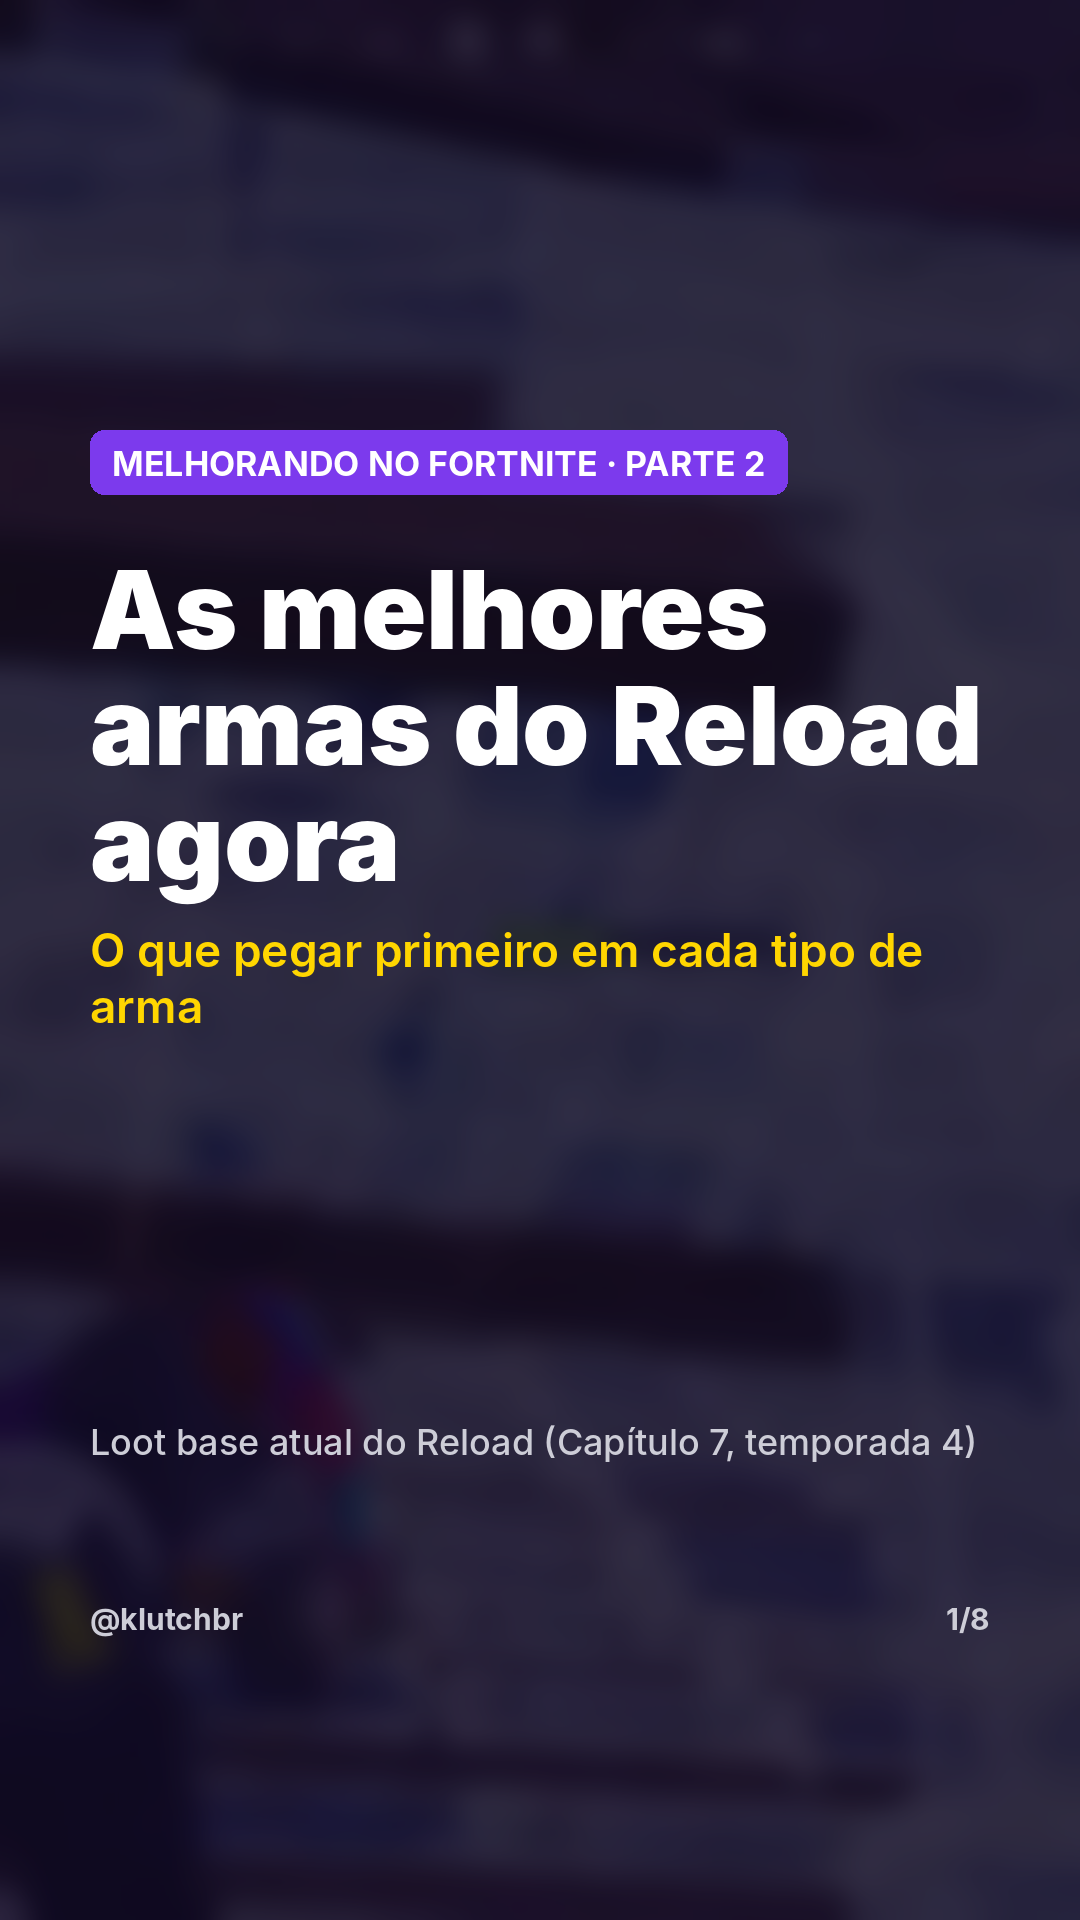 MELHORANDO NO FORTNITE · PARTE 2
As melhores
armas do Reload
agora
O que pegar primeiro em cada tipo de
arma
Loot base atual do Reload (Capítulo 7, temporada 4)
@klutchbr
1/8